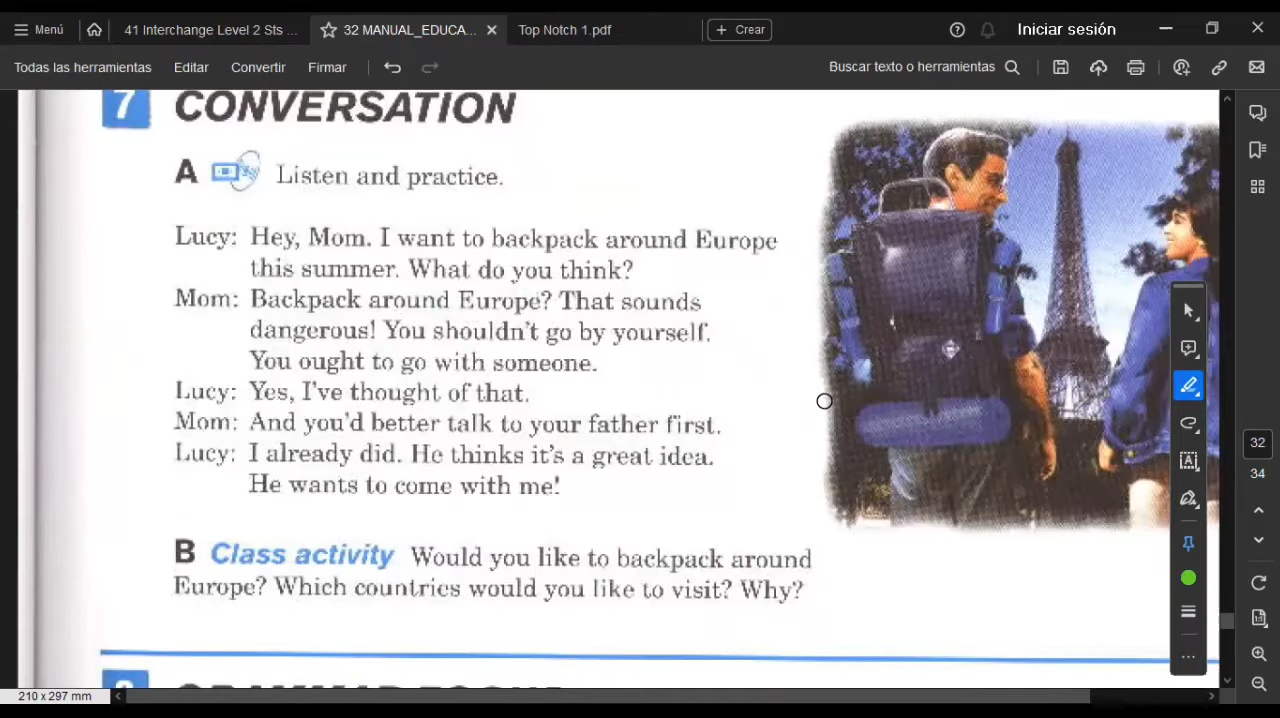 Menú
41 Interchange Level 2 Sts ...
32 MANUAL_EDUCA...
Top Notch 1.pdf
Crear
Iniciar sesión
Todas las herramientas
Editar
Convertir
Firmar
Buscar texto o herramientas
7 CONVERSATION
A Listen and practice.
Lucy: Hey, Mom. I want to backpack around Europe
this summer. What do you think?
Mom: Backpack around Europe? That sounds
dangerous! You shouldn't go by yourself.
You ought to go with someone.
Lucy: Yes, I've thought of that.
Mom: And you'd better talk to your father first.
Lucy: I already did. He thinks it's a great idea.
He wants to come with me!
B Class activity Would you like to backpack around
Europe? Which countries would you like to visit? Why?
32
34
210 x 297 mm